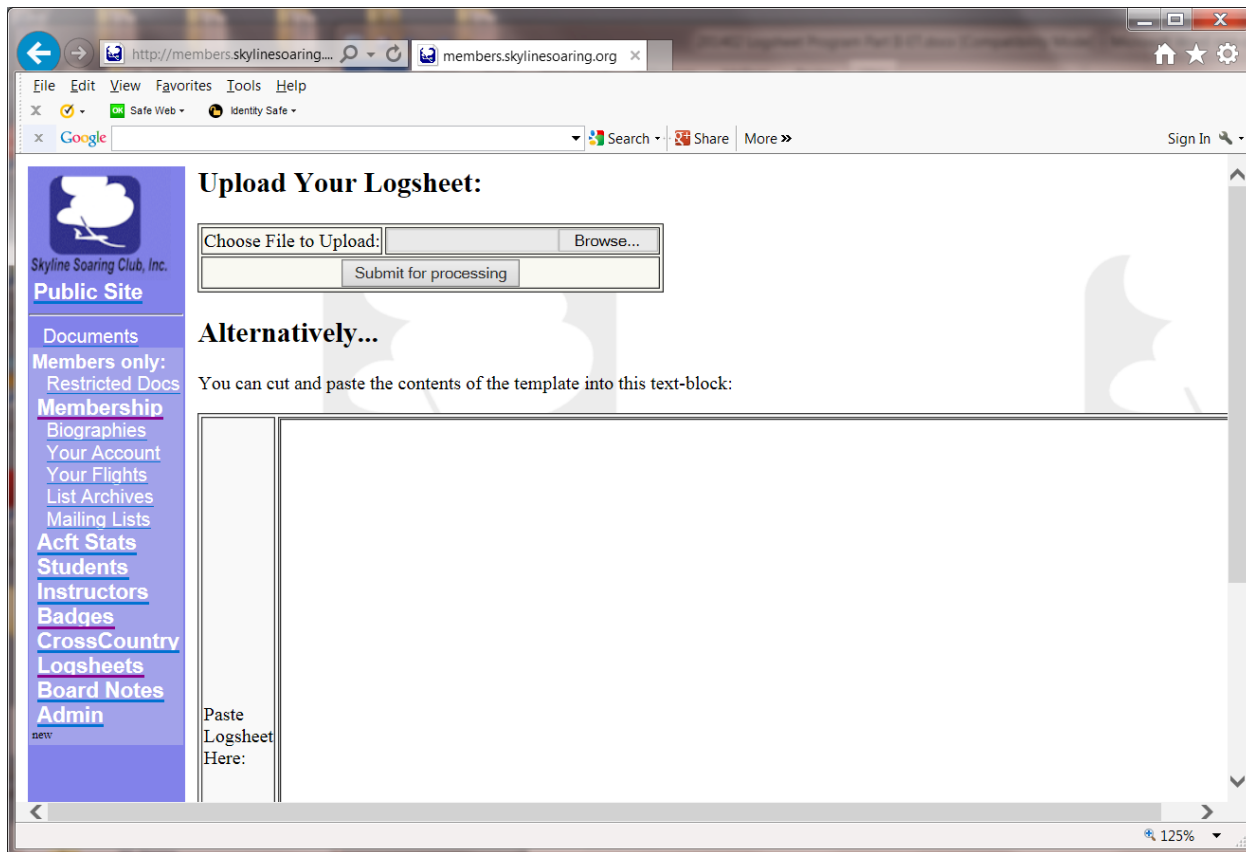 http://members.skylinesoaring....
members.skylinesoaring.org
File Edit View Favorites Tools Help
x OK Safe Web Identity Safe
x Google Search Share More » Sign In
Skyline Soaring Club, Inc.
Public Site
Documents
Members only:
Restricted Docs
Membership
Biographies
Your Account
Your Flights
List Archives
Mailing Lists
Acft Stats
Students
Instructors
Badges
CrossCountry
Logsheets
Board Notes
Admin
new
Upload Your Logsheet:
Choose File to Upload: Browse...
Submit for processing
Alternatively...
You can cut and paste the contents of the template into this text-block:
Paste
Logsheet
Here:
125%